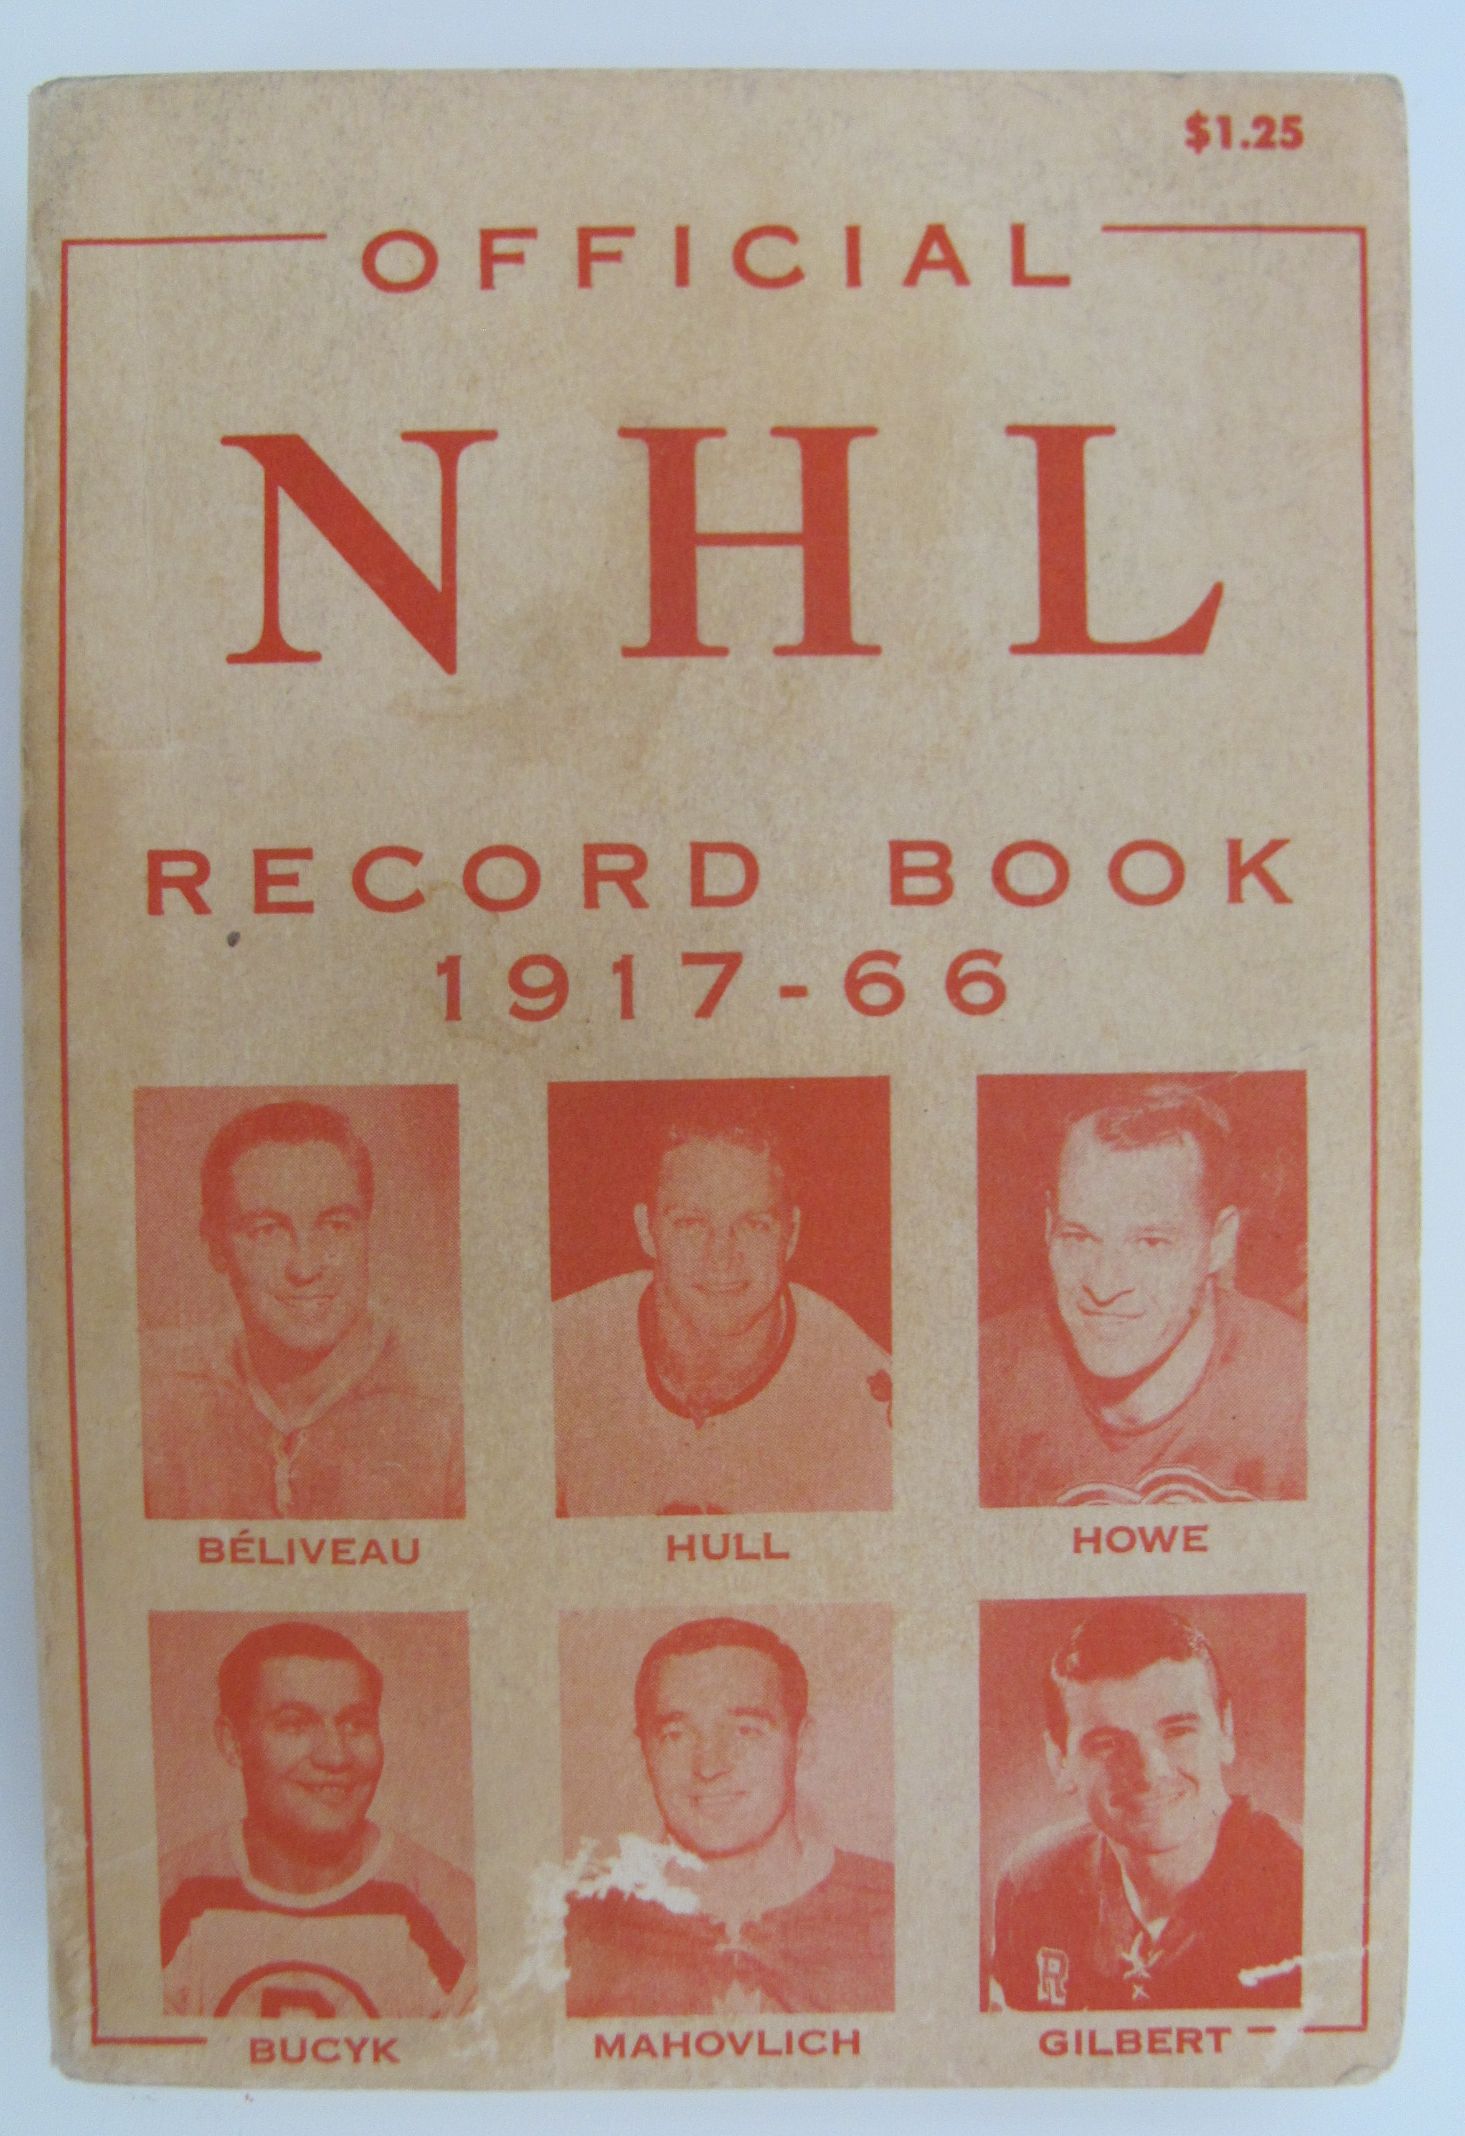 $1.25
OFFICIAL
NHL
RECORD BOOK
1917-66
BÉLIVEAU HULL HOWE
R
B
BUCYK MAHOVLICH GILBERT